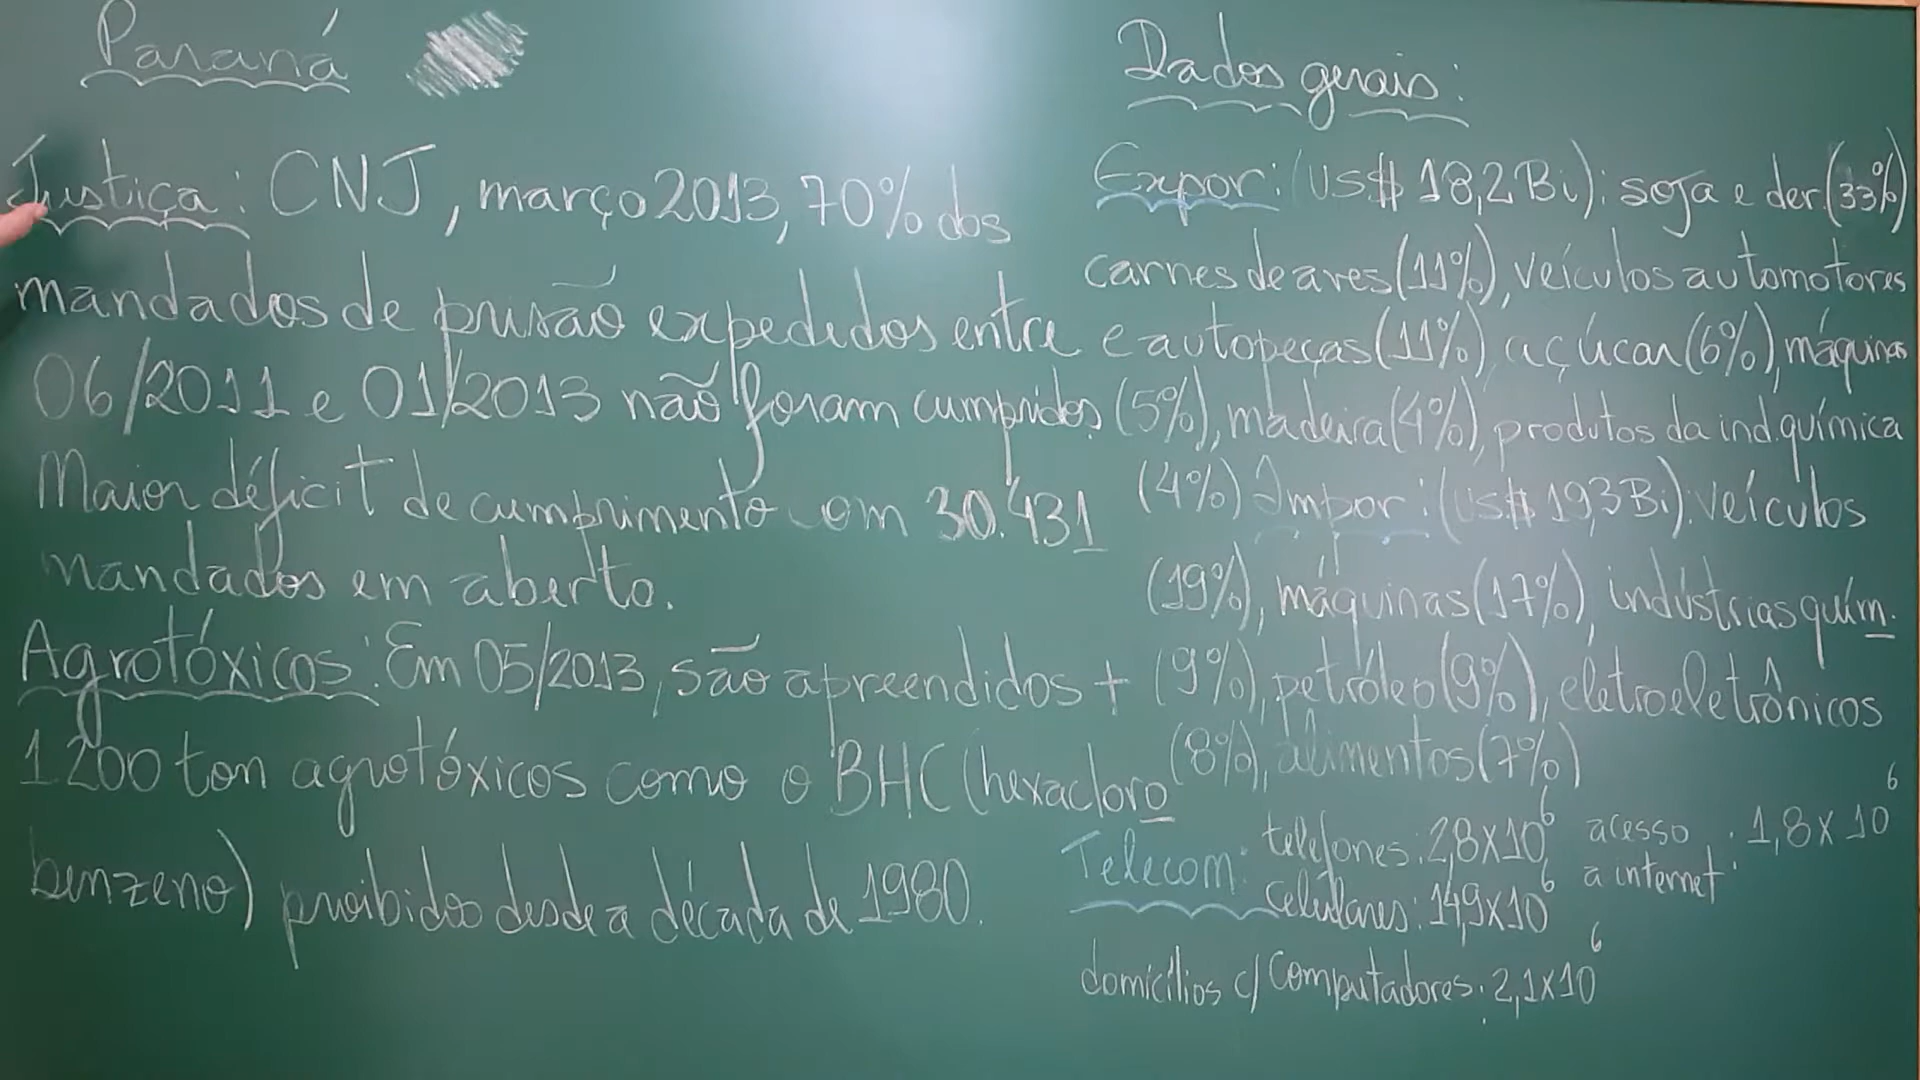 Paraná
Justiça: CNJ, março 2013, 70% dos
mandados de prisão expedidos entre
06/2011 e 01/2013 não foram cumpridos
Maior déficit de cumprimento com 30.431
mandados em aberto.
Agrotóxicos: Em 05/2013, são apreendidos +
1200 ton agrotóxicos como o BHC (hexacloro
benzeno) proibidos desde a década de 1980.
Dados gerais:
Expor: (US$ 18,2 Bi): soja e der. (33%)
carnes de aves (11%), veículos automotores
e autopeças (11%), açúcar (6%), máquinas
(5%), madeira (4%), produtos da ind. química
(4%) Impor: (US$ 19,3 Bi): veículos
(19%), máquinas (17%), indústrias quím.
(9%), petróleo (9%), eletroeletrônicos
(8%), alimentos (7%)
Telecom: telefones: 2,8x10⁶ acesso a internet: 1,8x10⁶
celulares: 14,9x10⁶
domicílios c/ computadores: 2,1x10⁶